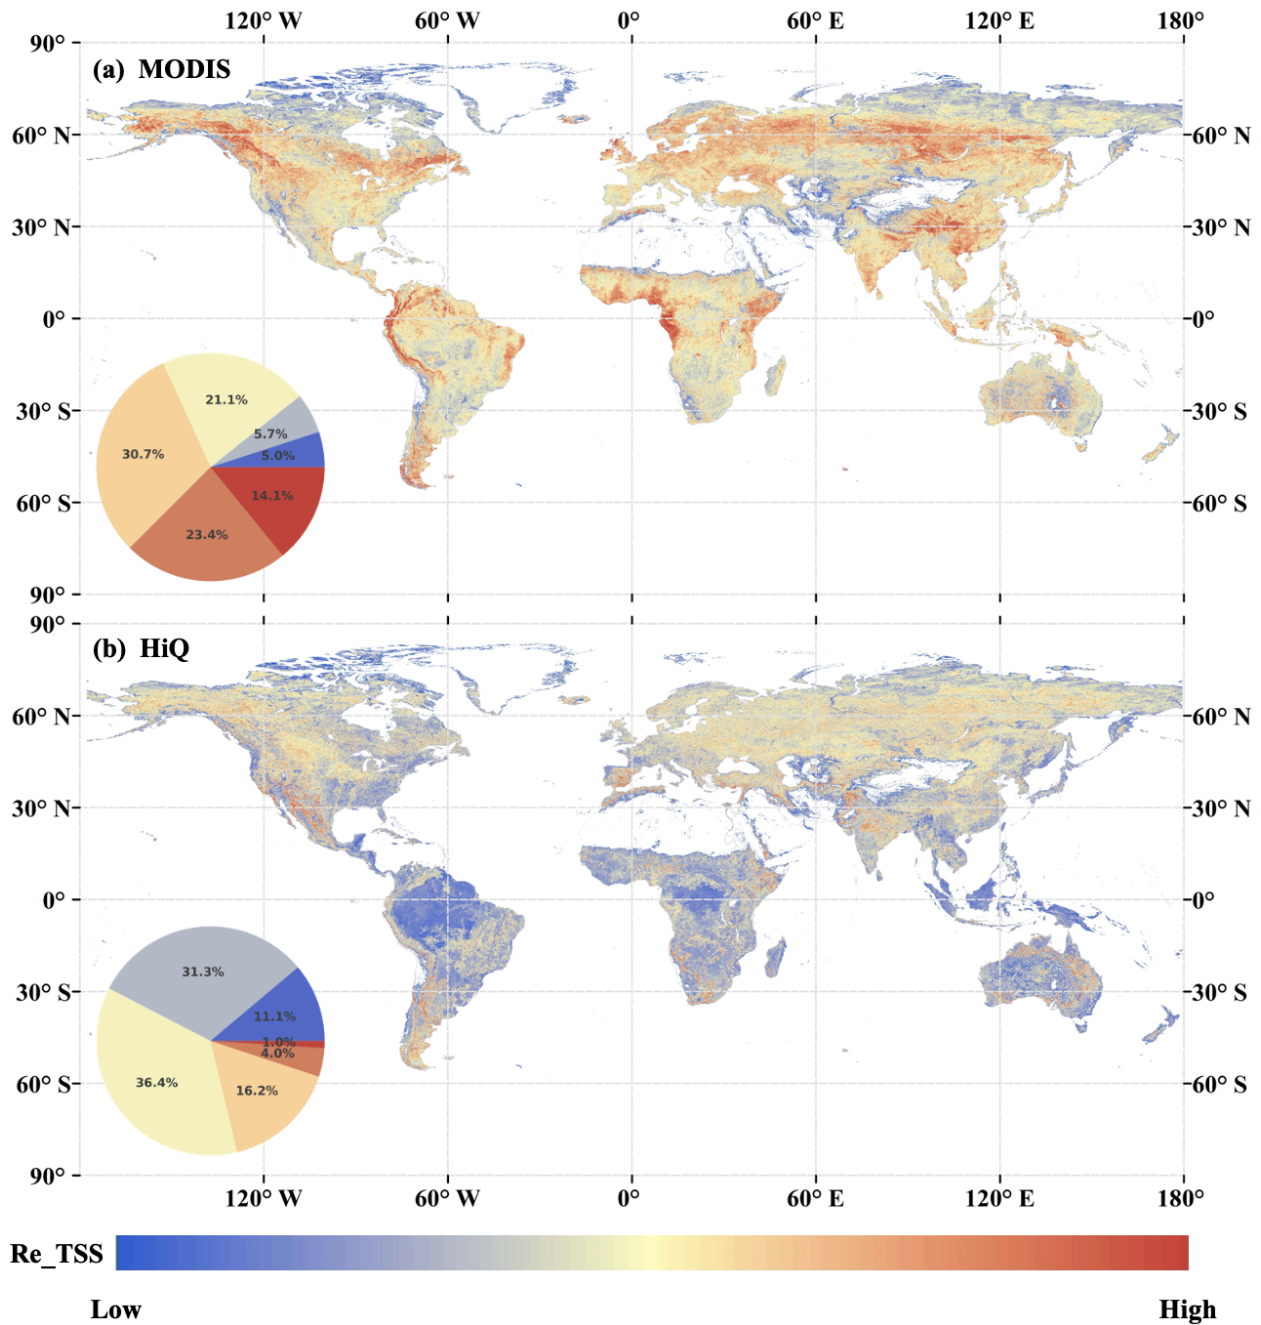 120° W 60° W 0° 60° E 120° E 180°
90°
(a) MODIS
60° N 60° N
30° N 30° N
0° 0°
21.1%
5.7%
30.7%
5.0%
14.1%
23.4%
30° S 30° S
60° S 60° S
90°
90°
(b) HiQ
60° N 60° N
30° N 30° N
0° 0°
31.3%
11.1%
1.0%
4.0%
36.4%
16.2%
30° S 30° S
60° S 60° S
90°
120° W 60° W 0° 60° E 120° E 180°
Re_TSS
Low High